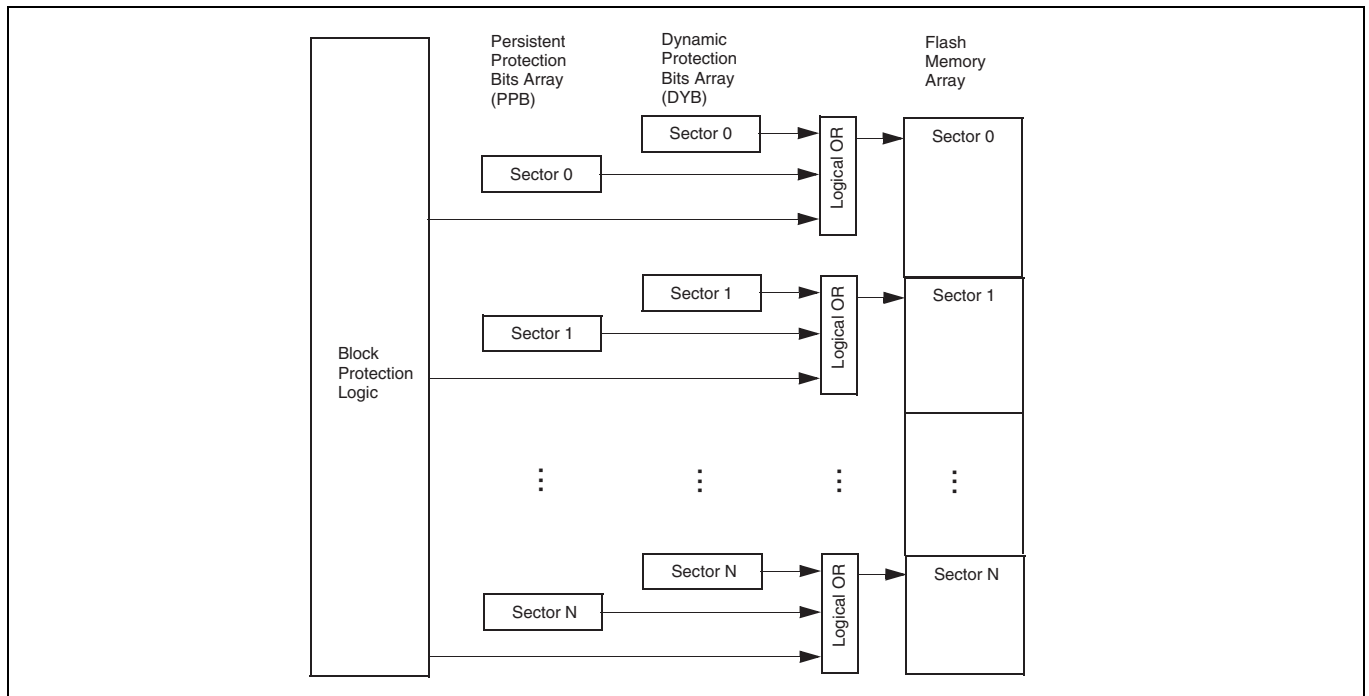 Persistent
Protection
Bits Array
(PPB)
Dynamic
Protection
Bits Array
(DYB)
Flash
Memory
Array
Sector 0
Logical OR
Sector 0
Sector 0
Sector 1
Logical OR
Sector 1
Sector 1
Block
Protection
Logic
Sector N
Logical OR
Sector N
Sector N